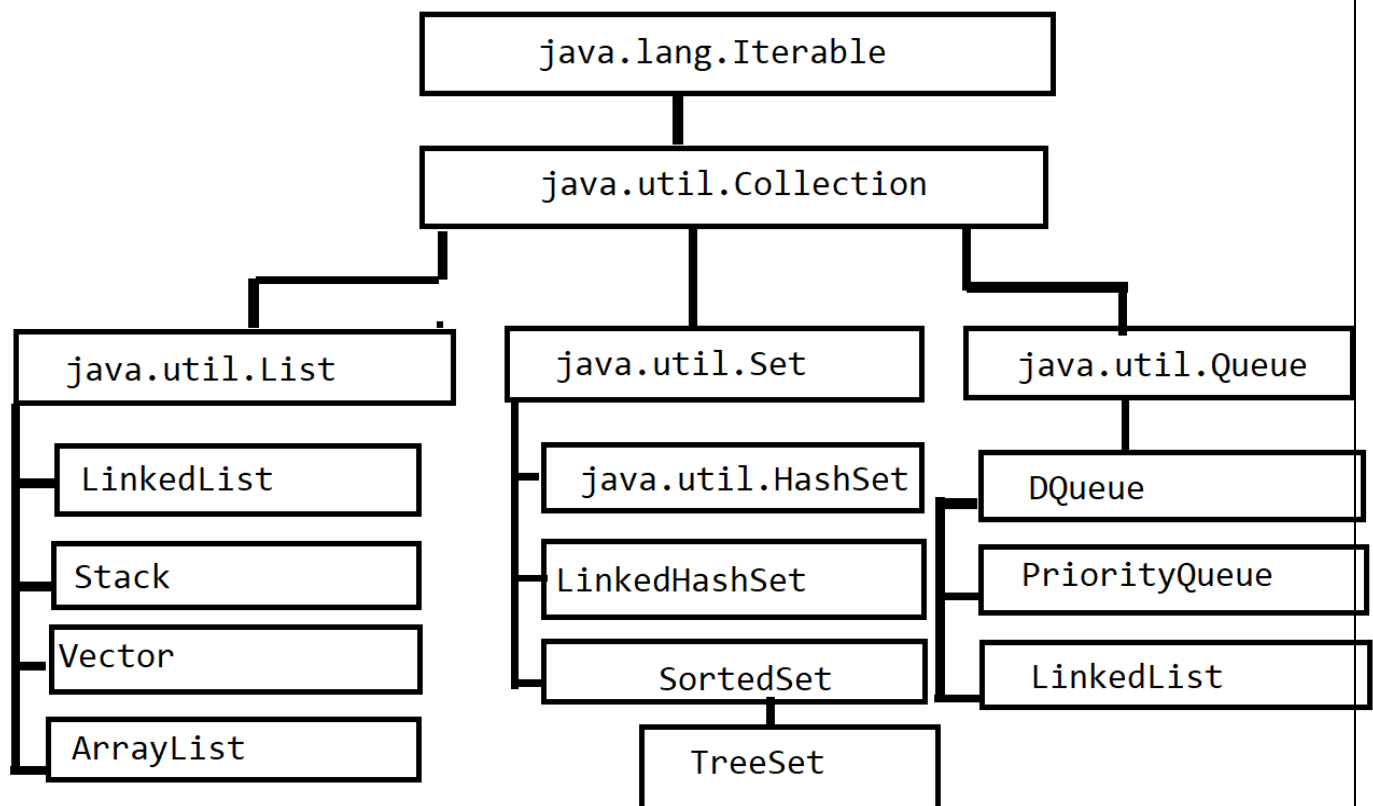 java.lang.Iterable
java.util.Collection
java.util.List
java.util.Set
java.util.Queue
LinkedList
Stack
Vector
ArrayList
java.util.HashSet
LinkedHashSet
SortedSet
TreeSet
DQueue
PriorityQueue
LinkedList